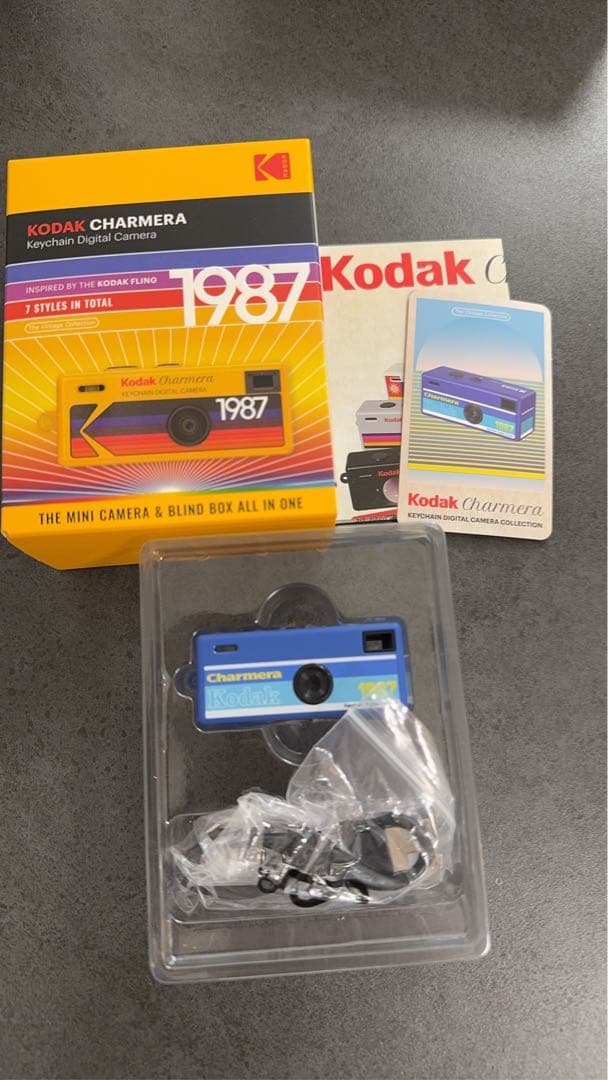 KODAK
KODAK CHARMERA
Keychain Digital Camera
INSPIRED BY THE KODAK FLING
1987
7 STYLES IN TOTAL
The Vintage Collection
Kodak Charmera
KEYCHAIN DIGITAL CAMERA
1987
THE MINI CAMERA & BLIND BOX ALL IN ONE
Kodak C
The Vintage Collection
Charmera
1987
Kodak Charmera
KEYCHAIN DIGITAL CAMERA COLLECTION
Charmera
Kodak
1987